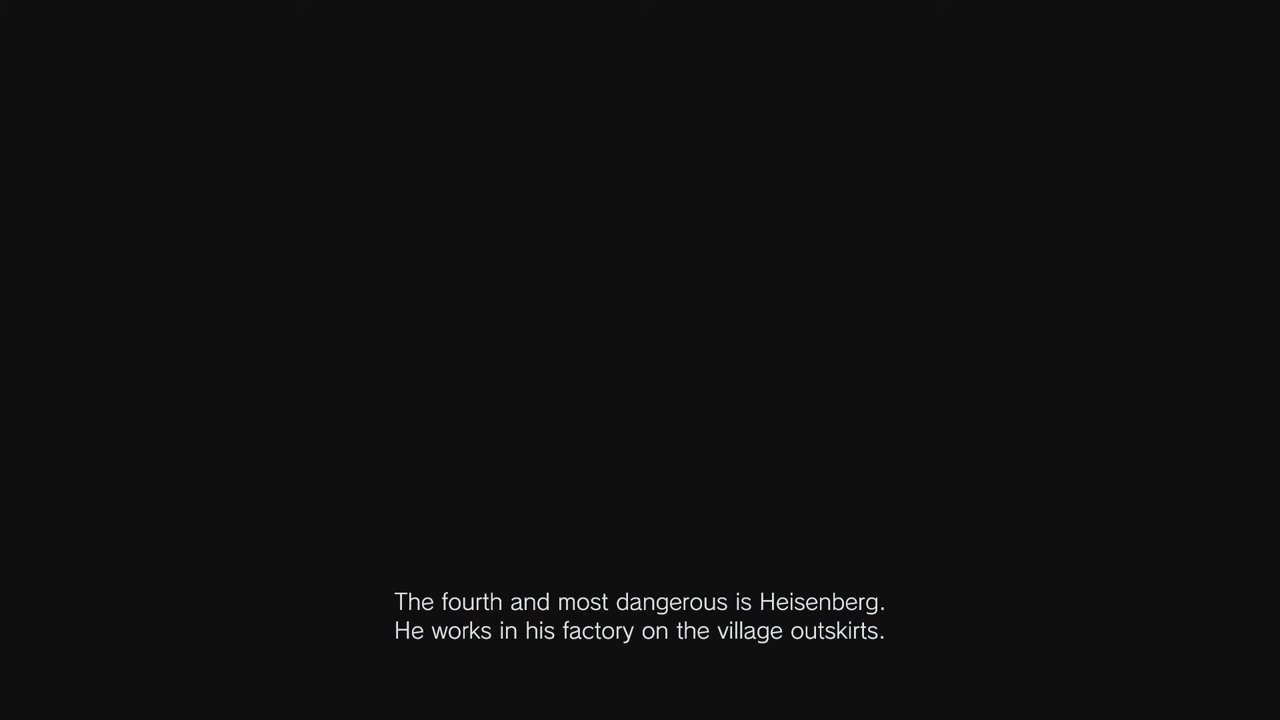 The fourth and most dangerous is Heisenberg.
He works in his factory on the village outskirts.